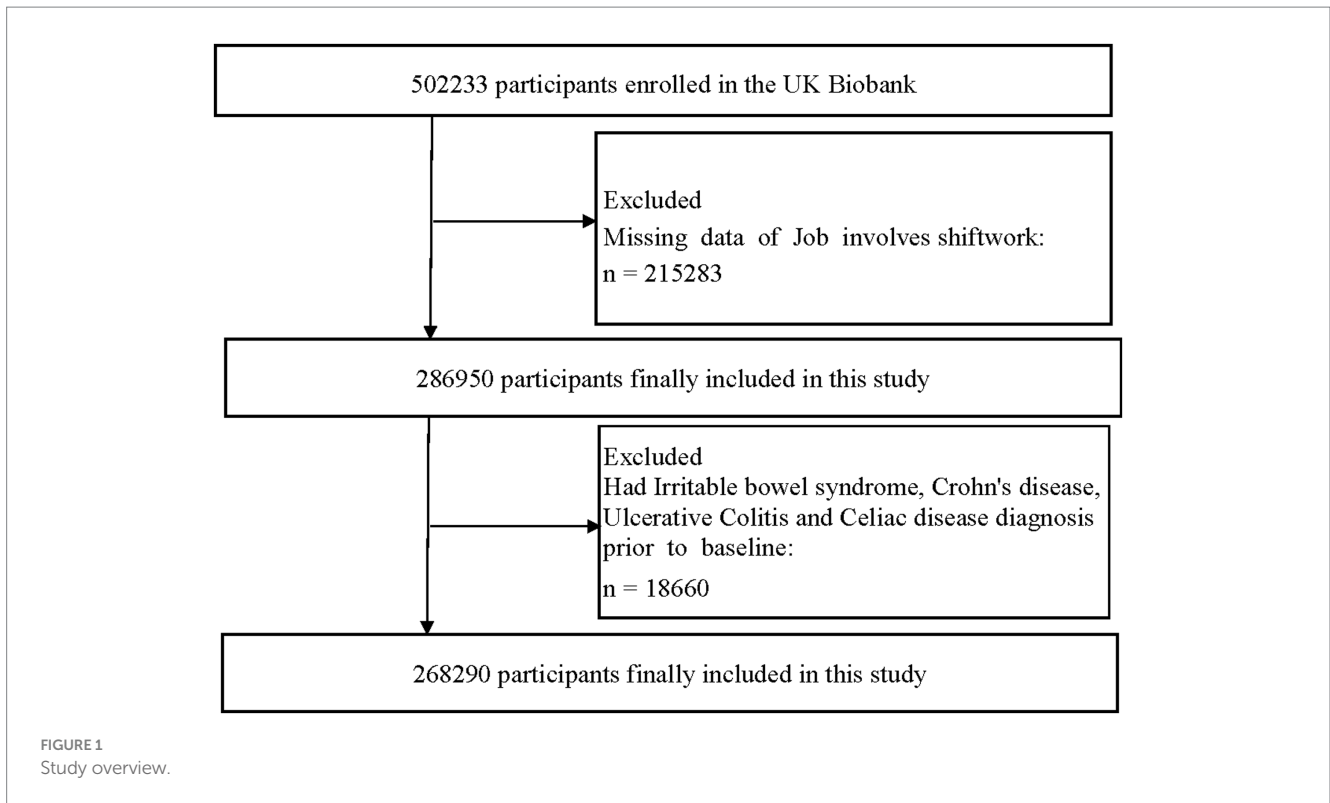 502233 participants enrolled in the UK Biobank
Excluded
Missing data of Job involves shiftwork:
n = 215283
286950 participants finally included in this study
Excluded
Had Irritable bowel syndrome, Crohn's disease,
Ulcerative Colitis and Celiac disease diagnosis
prior to baseline:
n = 18660
268290 participants finally included in this study
FIGURE 1
Study overview.